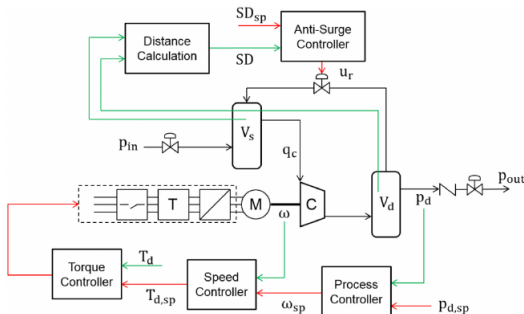 SD_sp
Distance
Calculation
SD
Anti-Surge
Controller
u_r
p_in
V_s
q_c
V_d
p_out
p_d
T
M
C
ω
Torque
Controller
T_d
T_d,sp
Speed
Controller
ω_sp
Process
Controller
p_d,sp